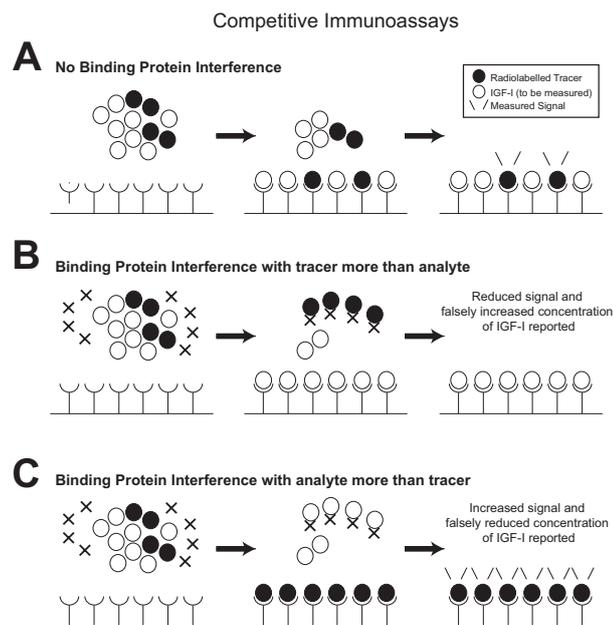 Competitive Immunoassays
A No Binding Protein Interference
Radiolabelled Tracer
IGF-I (to be measured)
Measured Signal
B Binding Protein Interference with tracer more than analyte
Reduced signal and
falsely increased concentration
of IGF-I reported
C Binding Protein Interference with analyte more than tracer
Increased signal and
falsely reduced concentration
of IGF-I reported